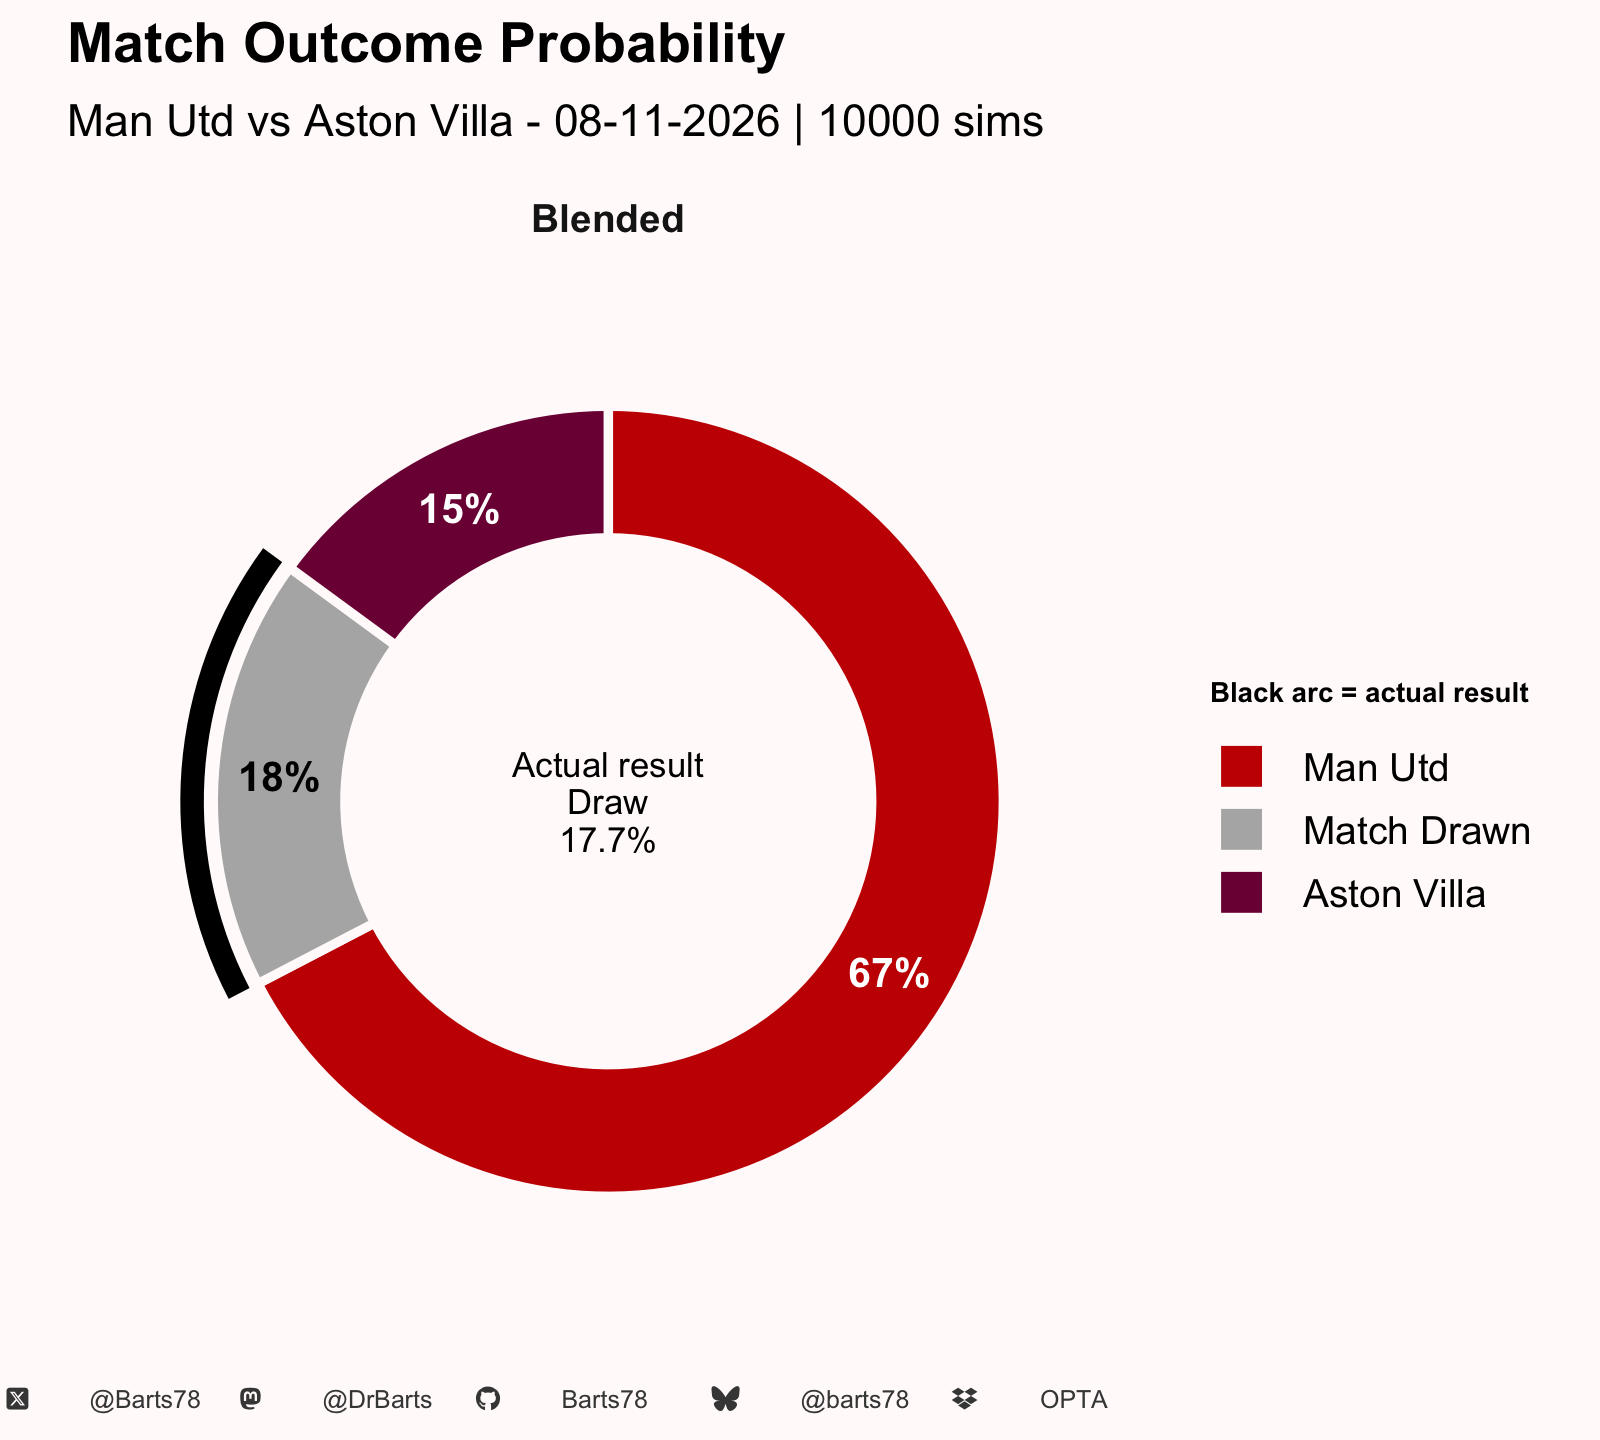 Match Outcome Probability
Man Utd vs Aston Villa - 08-11-2026 | 10000 sims
Blended
15%
18%
67%
Actual result
Draw
17.7%
Black arc = actual result
Man Utd
Match Drawn
Aston Villa
@Barts78 @DrBarts Barts78 @barts78 OPTA